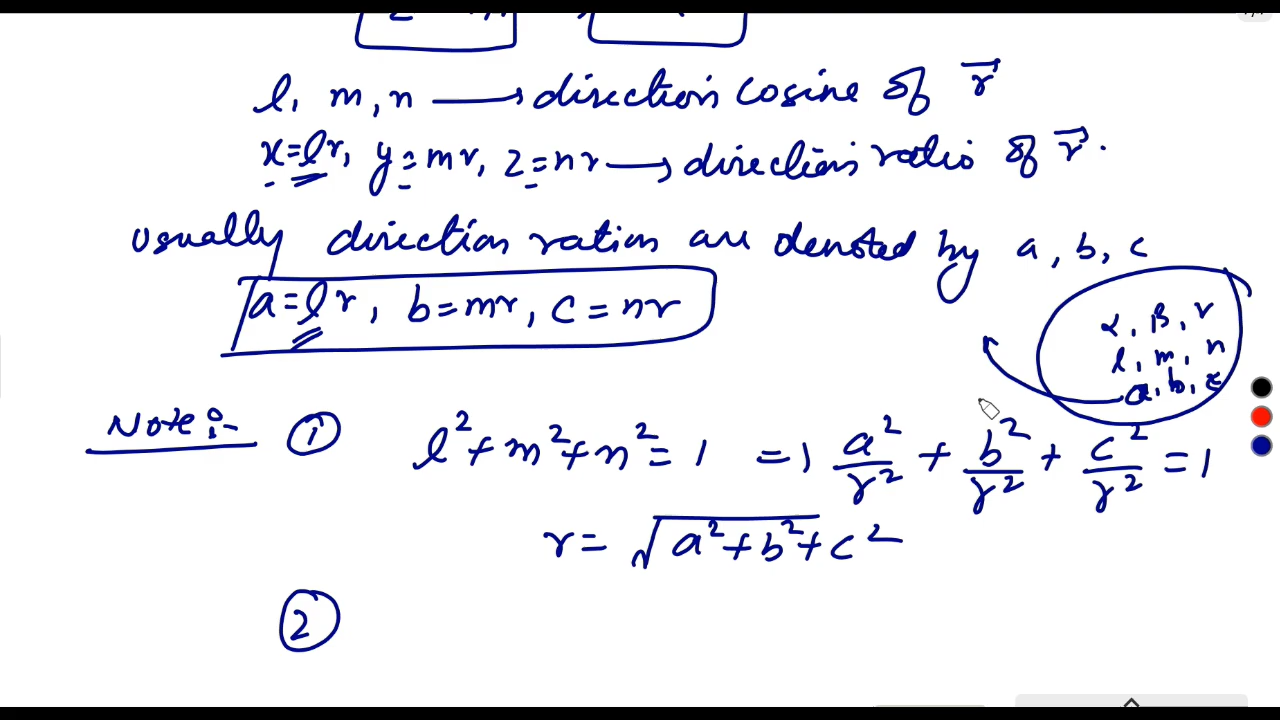 l, m, n → direction cosine of r⃗
x=lr, y=mr, z=nr → direction ratio of r⃗.
usually direction ratios are denoted by a, b, c
a=lr, b=mr, c=nr
α, β, γ
l, m, n
a, b, c
Note:- ① l²+m²+n²=1 =1 a²/r² + b²/r² + c²/r² =1
r= √a²+b²+c²
②